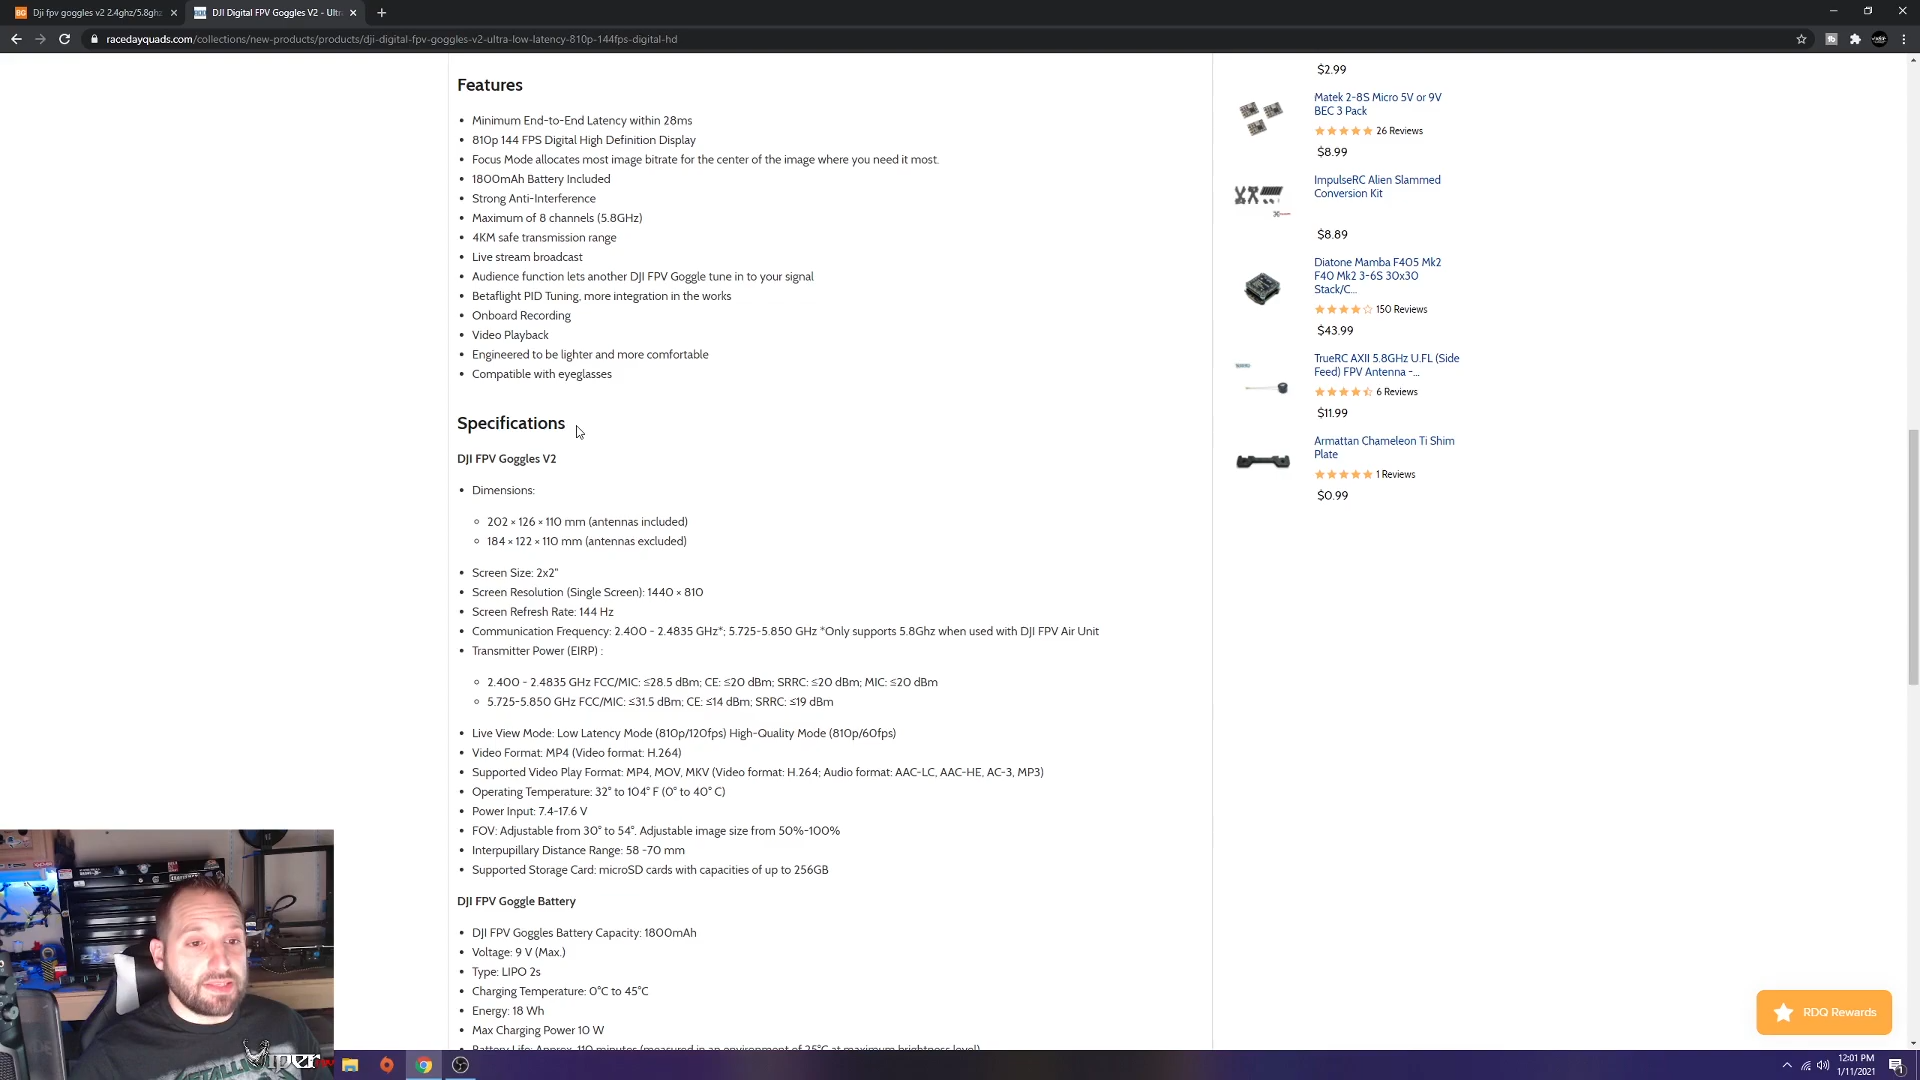 Dji fpv goggles v2 2.4ghz/5.8ghz
DJI Digital FPV Goggles V2 - Ultr
racedayquads.com/collections/new-products/products/dji-digital-fpv-goggles-v2-ultra-low-latency-810p-144fps-digital-hd
Features
• Minimum End-to-End Latency within 28ms
• 810p 144 FPS Digital High Definition Display
• Focus Mode allocates most image bitrate for the center of the image where you need it most.
• 1800mAh Battery Included
• Strong Anti-Interference
• Maximum of 8 channels (5.8GHz)
• 4KM safe transmission range
• Live stream broadcast
• Audience function lets another DJI FPV Goggle tune in to your signal
• Betaflight PID Tuning, more integration in the works
• Onboard Recording
• Video Playback
• Engineered to be lighter and more comfortable
• Compatible with eyeglasses
Specifications
DJI FPV Goggles V2
• Dimensions:
◦ 202 × 126 × 110 mm (antennas included)
◦ 184 × 122 × 110 mm (antennas excluded)
• Screen Size: 2x2"
• Screen Resolution (Single Screen): 1440 × 810
• Screen Refresh Rate: 144 Hz
• Communication Frequency: 2.400 - 2.4835 GHz*; 5.725-5.850 GHz *Only supports 5.8Ghz when used with DJI FPV Air Unit
• Transmitter Power (EIRP) :
◦ 2.400 - 2.4835 GHz FCC/MIC: ≤28.5 dBm; CE: ≤20 dBm; SRRC: ≤20 dBm; MIC: ≤20 dBm
◦ 5.725-5.850 GHz FCC/MIC: ≤31.5 dBm; CE: ≤14 dBm; SRRC: ≤19 dBm
• Live View Mode: Low Latency Mode (810p/120fps) High-Quality Mode (810p/60fps)
• Video Format: MP4 (Video format: H.264)
• Supported Video Play Format: MP4, MOV, MKV (Video format: H.264; Audio format: AAC-LC, AAC-HE, AC-3, MP3)
• Operating Temperature: 32° to 104° F (0° to 40° C)
• Power Input: 7.4-17.6 V
• FOV: Adjustable from 30° to 54°. Adjustable image size from 50%-100%
• Interpupillary Distance Range: 58 -70 mm
• Supported Storage Card: microSD cards with capacities of up to 256GB
DJI FPV Goggle Battery
• DJI FPV Goggles Battery Capacity: 1800mAh
• Voltage: 9 V (Max.)
• Type: LIPO 2s
• Charging Temperature: 0°C to 45°C
• Energy: 18 Wh
• Max Charging Power 10 W
• Battery Life: Approx. 110 minutes (measured in an environment of 25°C at maximum brightness level)
$2.99
Matek 2-8S Micro 5V or 9V
BEC 3 Pack
26 Reviews
$8.99
ImpulseRC Alien Slammed
Conversion Kit
$8.89
Diatone Mamba F405 Mk2
F40 Mk2 3-6S 30x30
Stack/C...
150 Reviews
$43.99
TrueRC AXII 5.8GHz U.FL (Side
Feed) FPV Antenna -...
6 Reviews
$11.99
Armattan Chameleon Ti Shim
Plate
1 Reviews
$0.99
RDQ Rewards
12:01 PM
1/11/2021